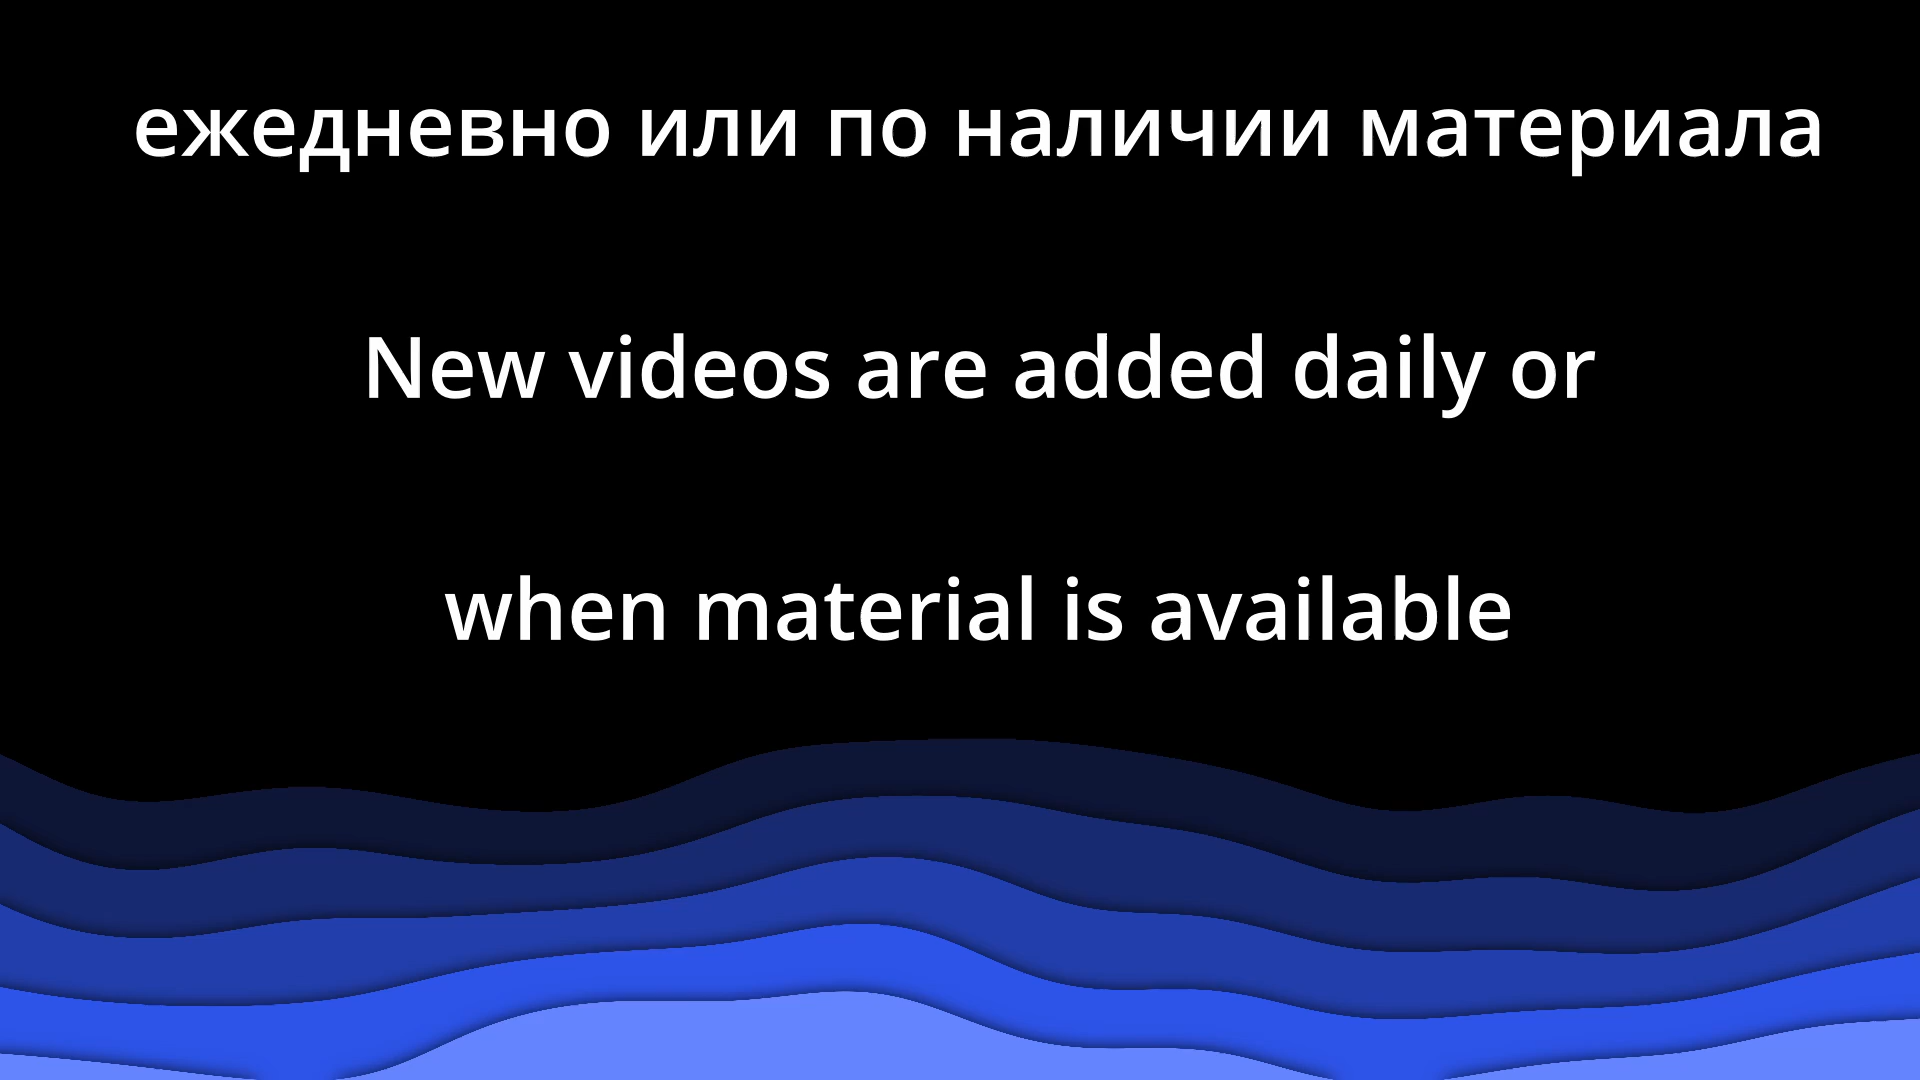 ежедневно или по наличии материала
New videos are added daily or
when material is available